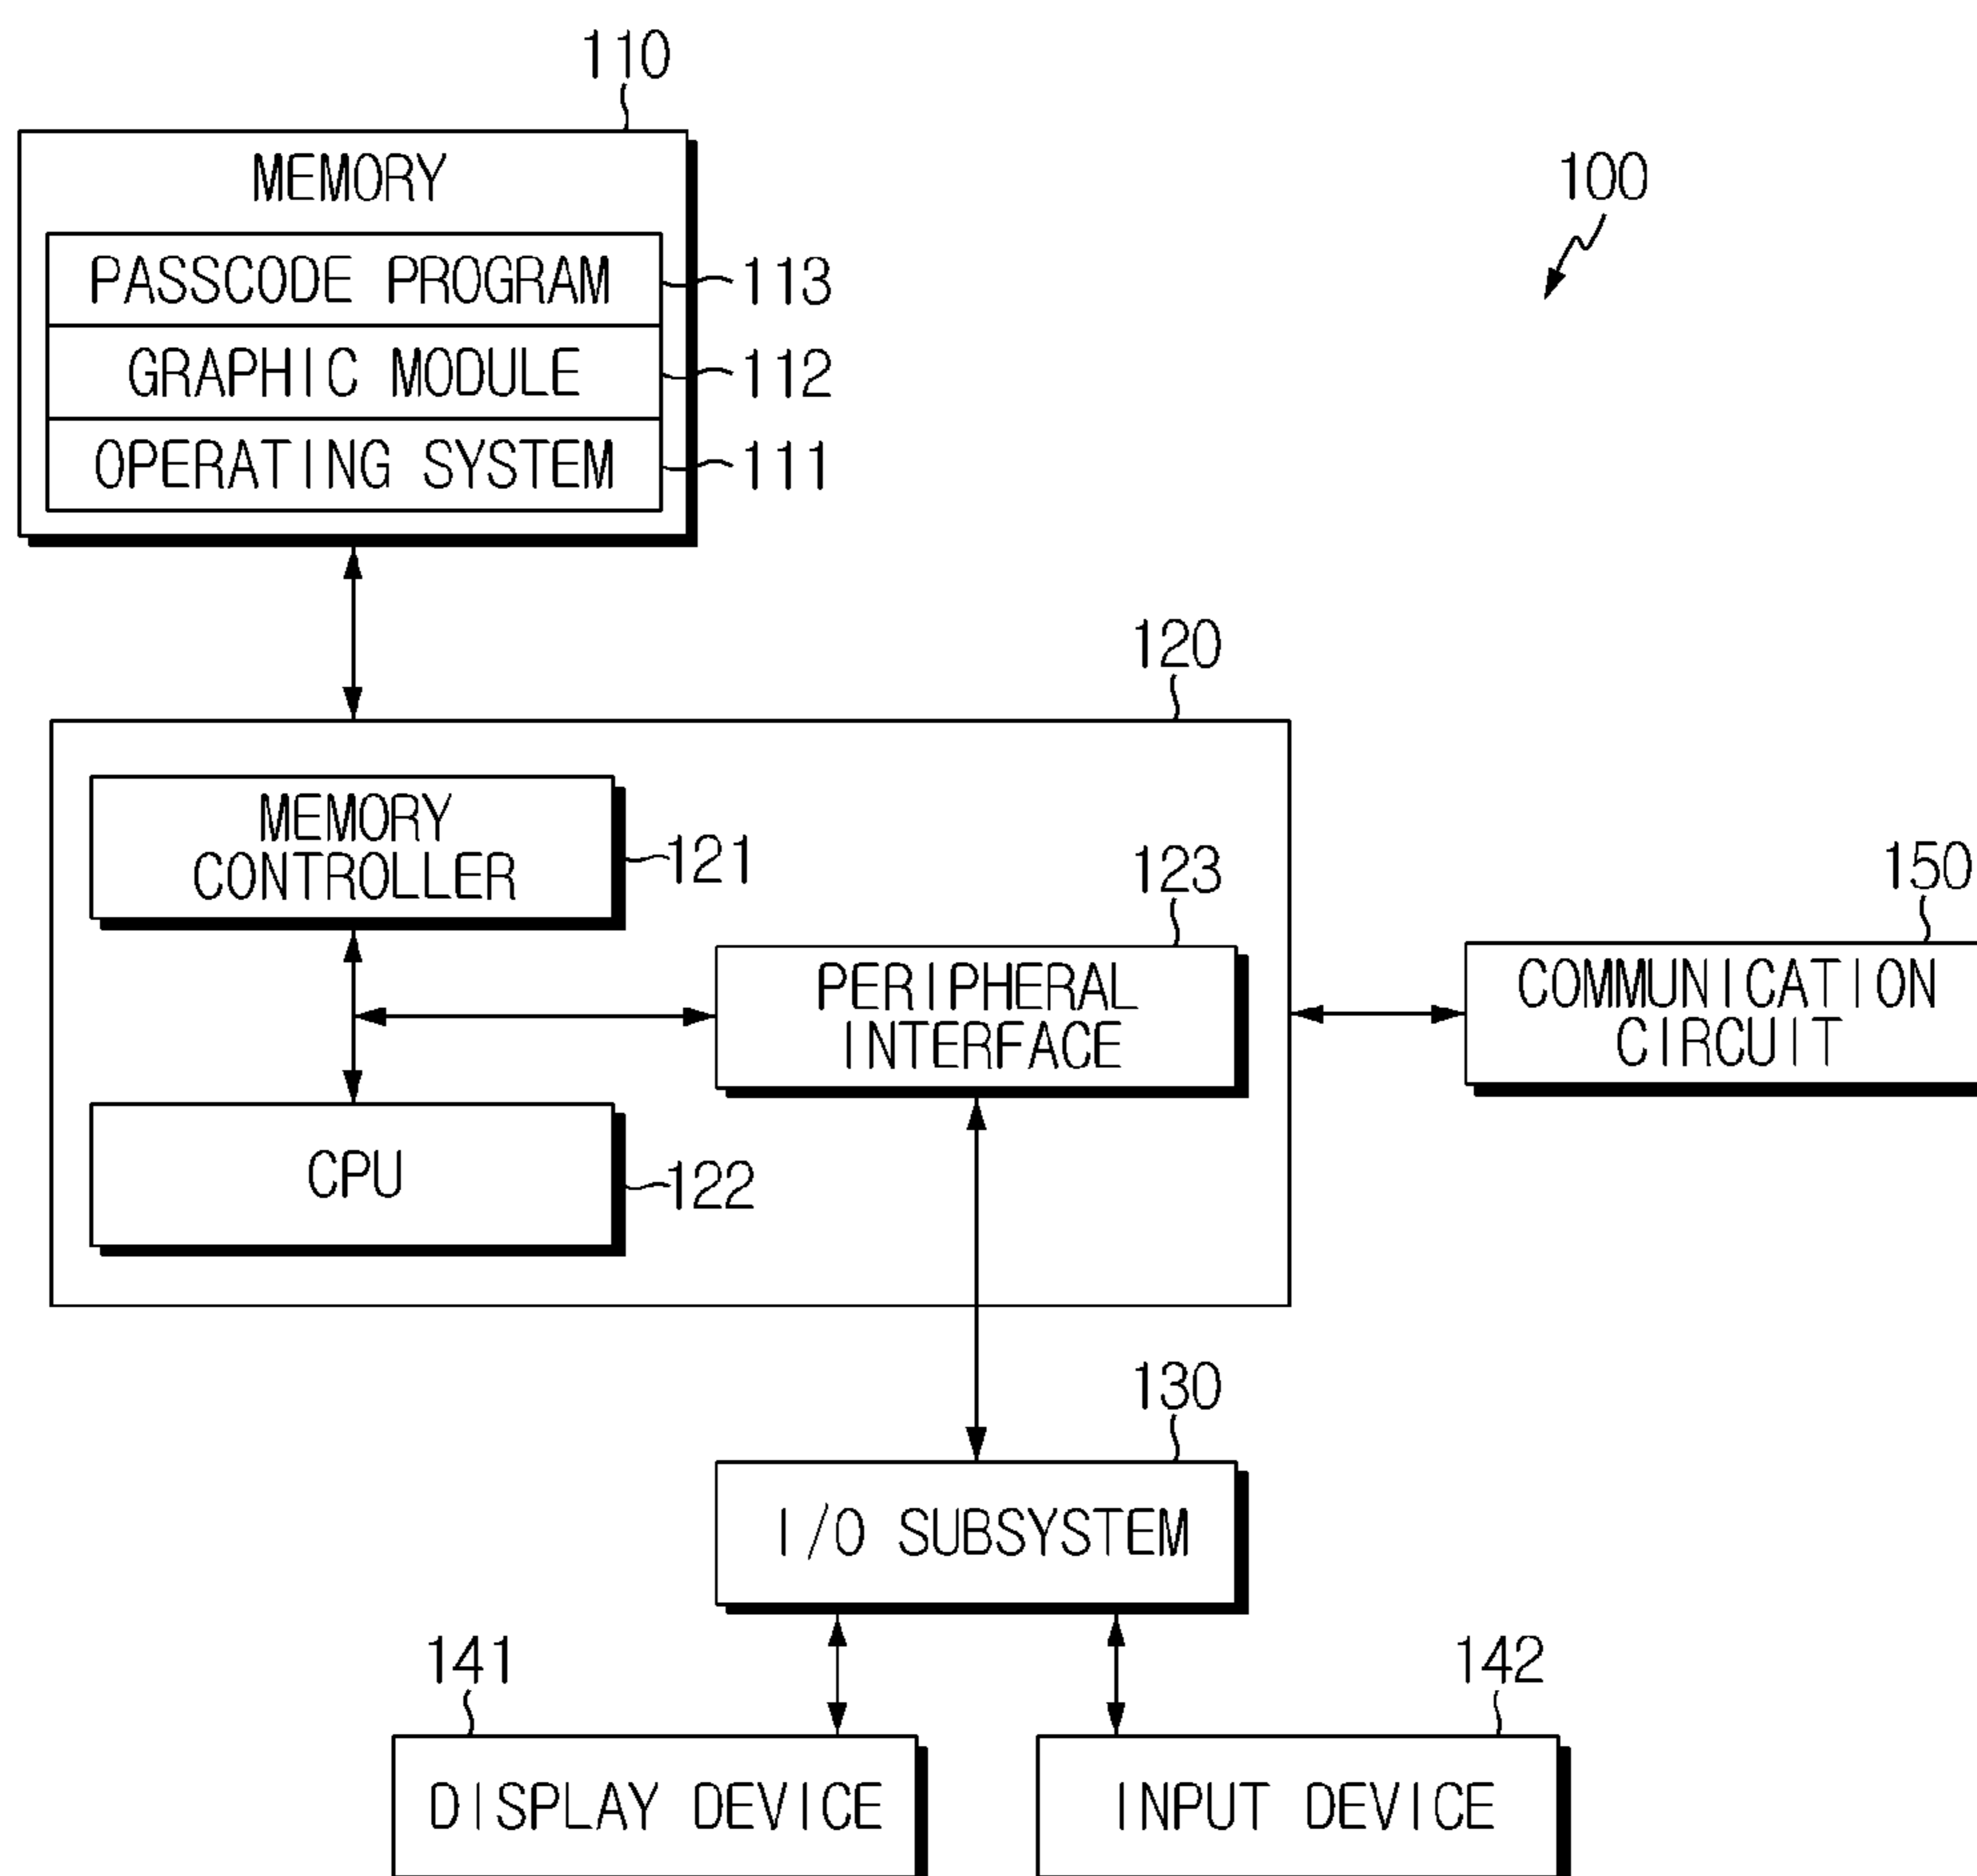 110
MEMORY
100
PASSCODE PROGRAM
113
GRAPHIC MODULE
112
OPERATING SYSTEM
111
120
MEMORY
CONTROLLER
121
123
150
PERIPHERAL
INTERFACE
COMMUNICATION
CIRCUIT
CPU
122
130
I/O SUBSYSTEM
141
142
DISPLAY DEVICE
INPUT DEVICE